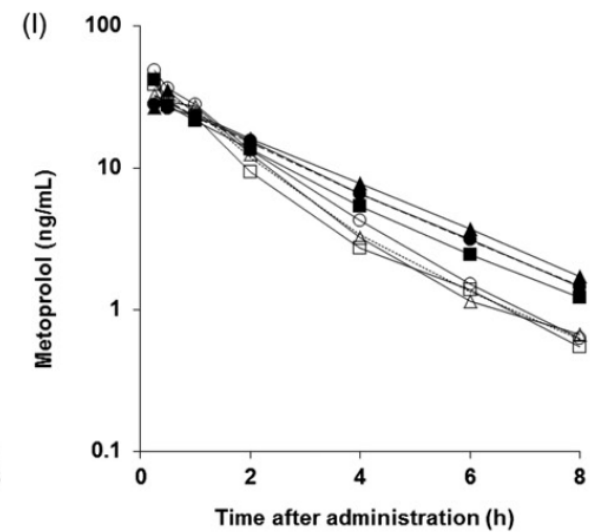 (I)
100
10
1
0.1
Metoprolol (ng/mL)
0 2 4 6 8
Time after administration (h)